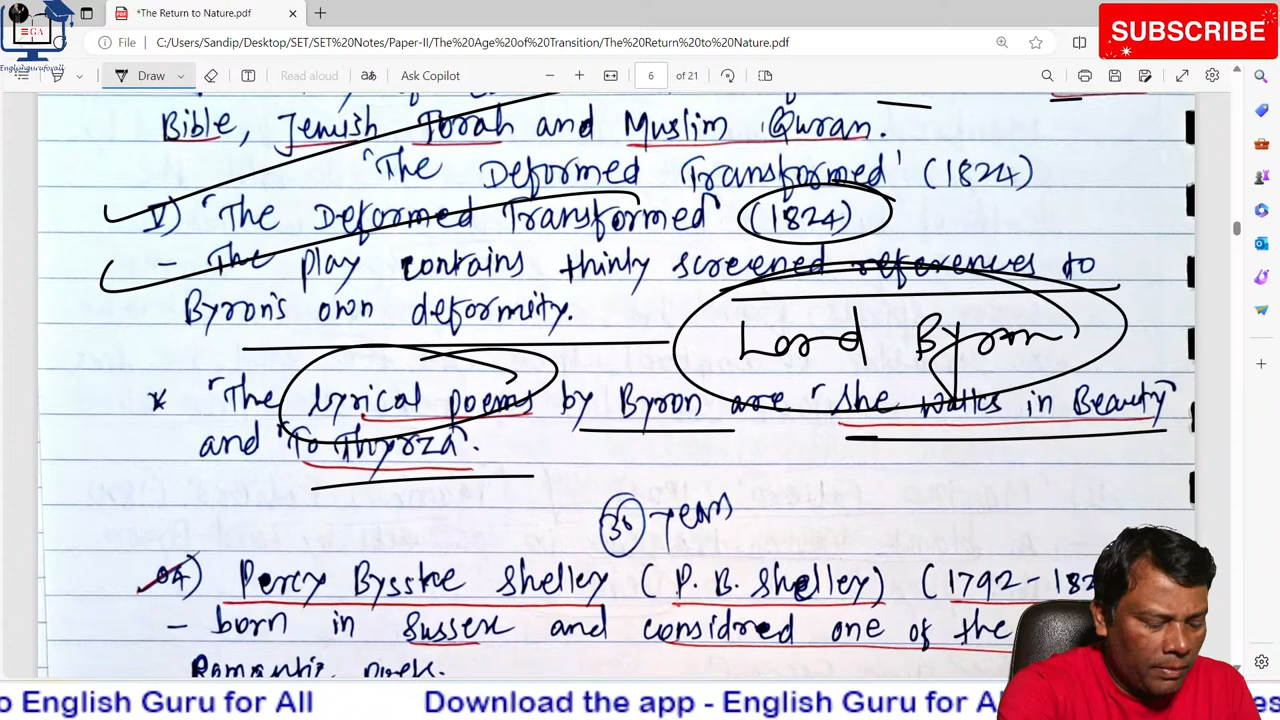 *The Return to Nature.pdf
SUBSCRIBE
File
C:/Users/Sandip/Desktop/SET/SET%20Notes/Paper-II/The%20Age%20of%20Transition/The%20Return%20to%20Nature.pdf
EGA
Englishguruforall
Draw
Read aloud
Ask Copilot
6
of 21
Bible, Jewish Torah and Muslim Quran.
'The Deformed Transformed' (1824)
V) "The Deformed Transformed" (1824)
- The play contains thinly screened references to
Byron's own deformity.
Lord Byron
* "The lyrical poems by Byron are "She walks in Beauty"
and "To Thyrza".
36 years
04) Percy Bysshe Shelley (P. B. Shelley) (1792-182
- born in Sussex and considred one of the
Romantic
o English Guru for All
Download the app - English Guru for Al